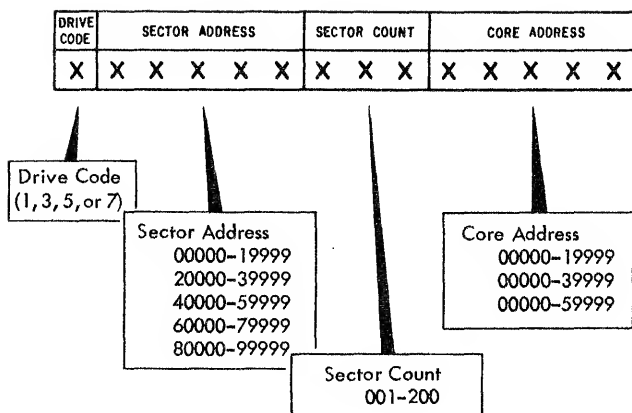 DRIVE CODE SECTOR ADDRESS SECTOR COUNT CORE ADDRESS
X X X X X X X X X X X X X X
Drive Code
(1, 3, 5, or 7)
Sector Address
00000-19999
20000-39999
40000-59999
60000-79999
80000-99999
Sector Count
001-200
Core Address
00000-19999
00000-39999
00000-59999